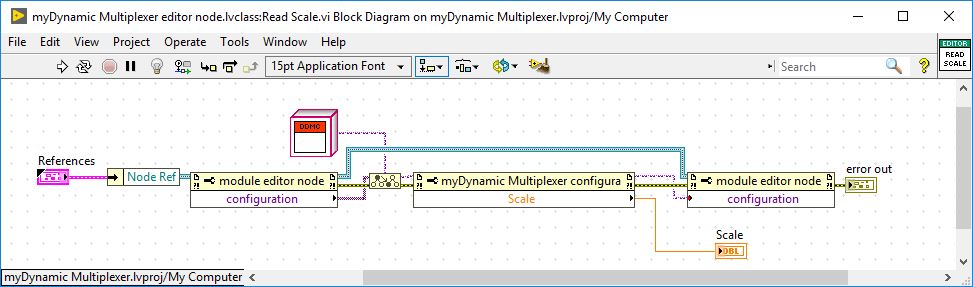 myDynamic Multiplexer editor node.lvclass:Read Scale.vi Block Diagram on myDynamic Multiplexer.lvproj/My Computer
File Edit View Project Operate Tools Window Help
15pt Application Font
Search
EDITOR
READ
SCALE
DDMC
References
Node Ref
module editor node
configuration
myDynamic Multiplexer configura
Scale
module editor node
configuration
error out
Scale
DBL
myDynamic Multiplexer.lvproj/My Computer